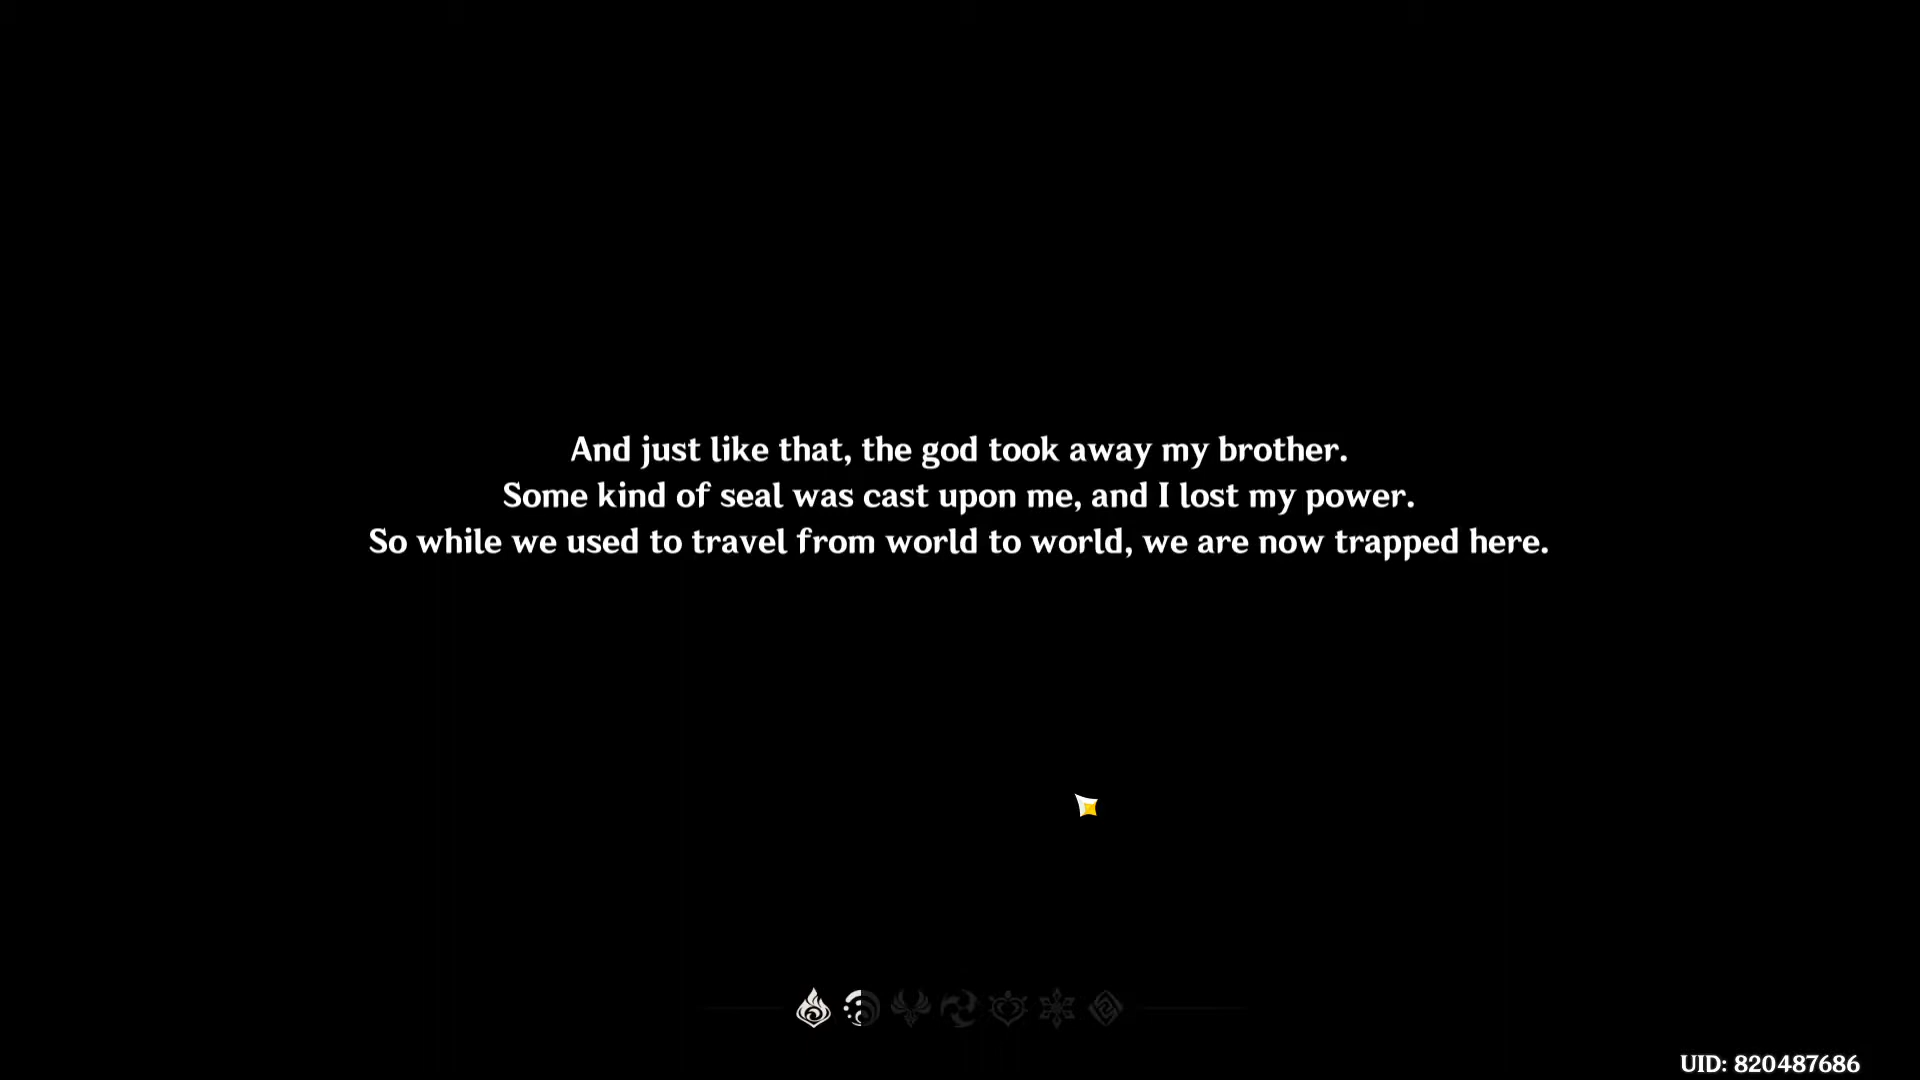 And just like that, the god took away my brother.
Some kind of seal was cast upon me, and I lost my power.
So while we used to travel from world to world, we are now trapped here.
UID: 820487686